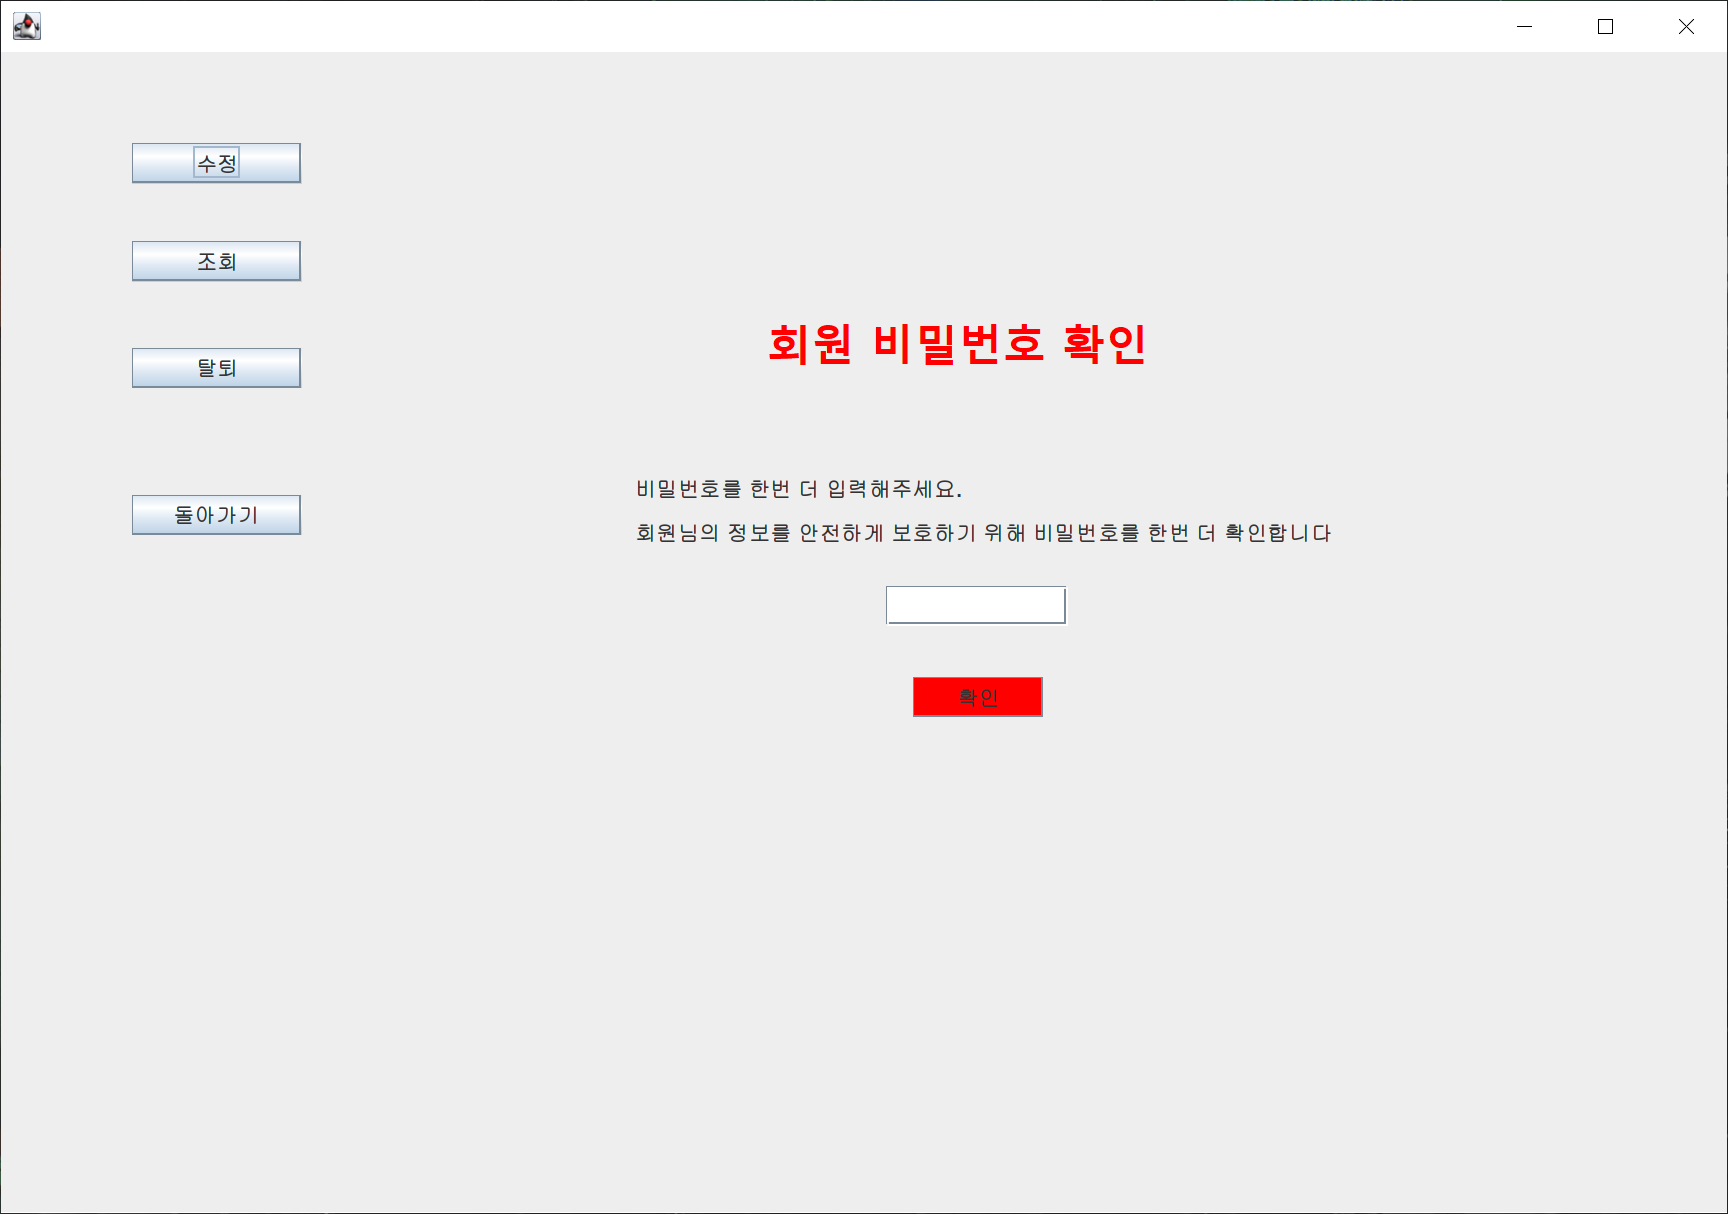 수정
조회
탈퇴
돌아가기
회원 비밀번호 확인
비밀번호를 한번 더 입력해주세요.
회원님의 정보를 안전하게 보호하기 위해 비밀번호를 한번 더 확인합니다
확인